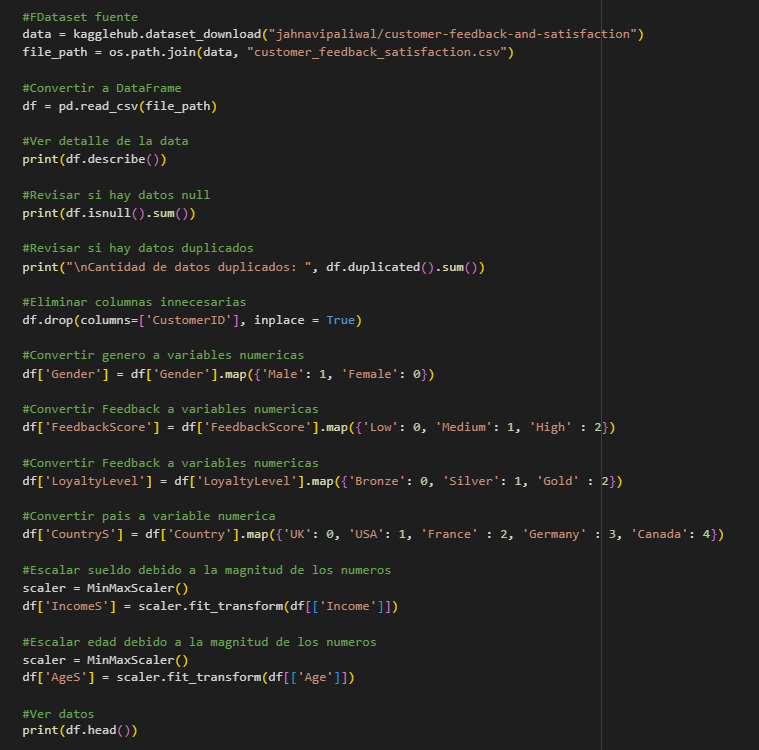 #FDataset fuente
data = kagglehub.dataset_download("jahnavipaliwal/customer-feedback-and-satisfaction")
file_path = os.path.join(data, "customer_feedback_satisfaction.csv")
#Convertir a DataFrame
df = pd.read_csv(file_path)
#Ver detalle de la data
print(df.describe())
#Revisar si hay datos null
print(df.isnull().sum())
#Revisar si hay datos duplicados
print("\nCantidad de datos duplicados: ", df.duplicated().sum())
#Eliminar columnas innecesarias
df.drop(columns=['CustomerID'], inplace = True)
#Convertir genero a variables numericas
df['Gender'] = df['Gender'].map({'Male': 1, 'Female': 0})
#Convertir Feedback a variables numericas
df['FeedbackScore'] = df['FeedbackScore'].map({'Low': 0, 'Medium': 1, 'High' : 2})
#Convertir Feedback a variables numericas
df['LoyaltyLevel'] = df['LoyaltyLevel'].map({'Bronze': 0, 'Silver': 1, 'Gold' : 2})
#Convertir pais a variable numerica
df['CountryS'] = df['Country'].map({'UK': 0, 'USA': 1, 'France' : 2, 'Germany' : 3, 'Canada': 4})
#Escalar sueldo debido a la magnitud de los numeros
scaler = MinMaxScaler()
df['IncomeS'] = scaler.fit_transform(df[['Income']])
#Escalar edad debido a la magnitud de los numeros
scaler = MinMaxScaler()
df['AgeS'] = scaler.fit_transform(df[['Age']])
#Ver datos
print(df.head())